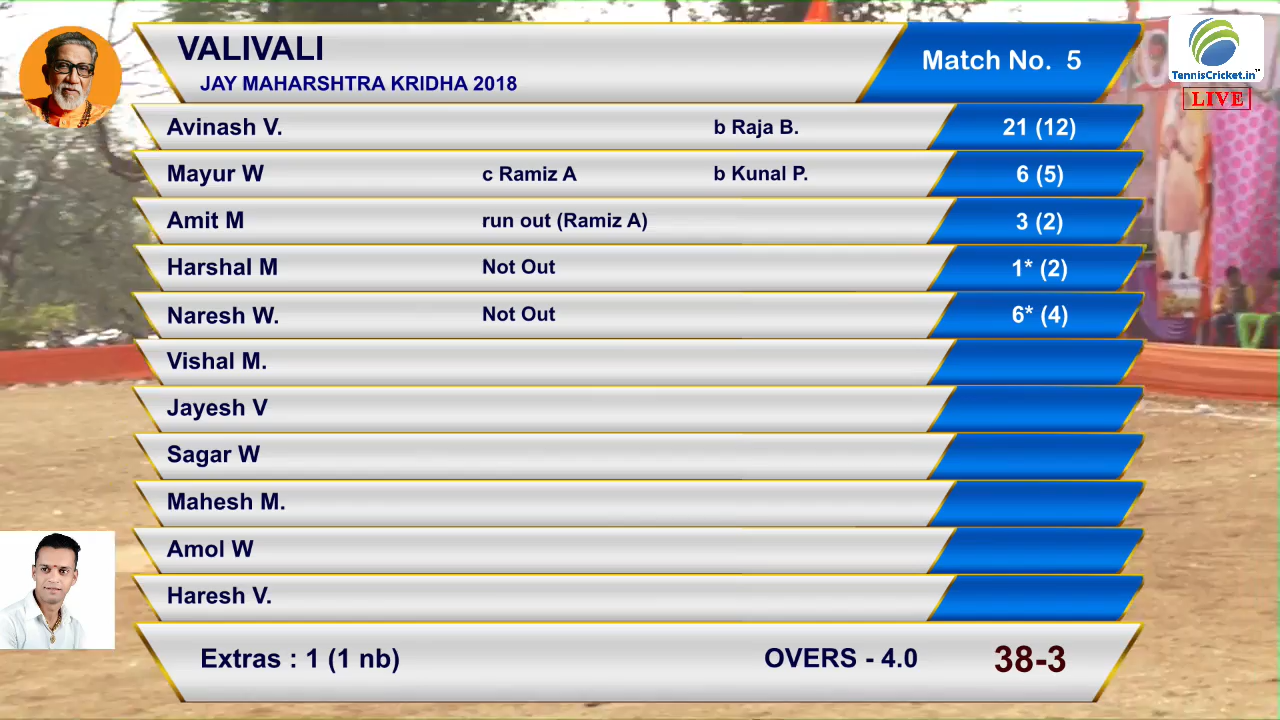 VALIVALI
JAY MAHARSHTRA KRIDHA 2018
Match No. 5
TennisCricket.in™
LIVE
Avinash V. b Raja B. 21 (12)
Mayur W c Ramiz A b Kunal P. 6 (5)
Amit M run out (Ramiz A) 3 (2)
Harshal M Not Out 1* (2)
Naresh W. Not Out 6* (4)
Vishal M.
Jayesh V
Sagar W
Mahesh M.
Amol W
Haresh V.
Extras : 1 (1 nb) OVERS - 4.0 38-3